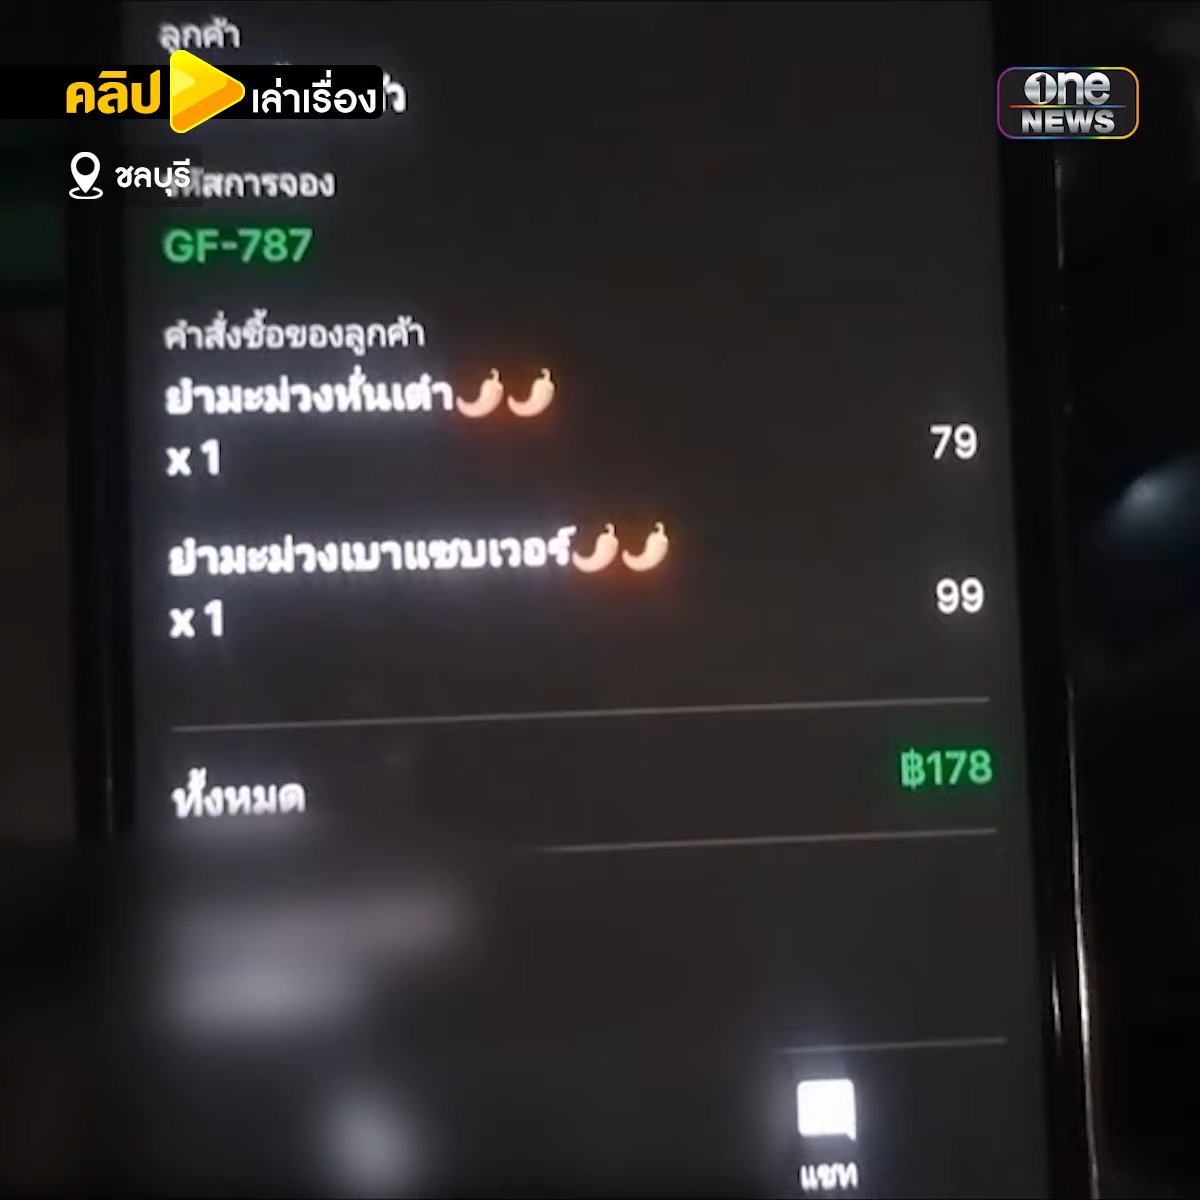 ลูกค้า
คลิป เล่าเรื่อง
one
NEWS
ชลบุรี
รหัสการจอง
GF-787
คำสั่งซื้อของลูกค้า
ยำมะม่วงหั่นเต๋า🌶️🌶️
x 1
79
ยำมะม่วงเบาแซบเวอร์🌶️🌶️
x 1
99
ทั้งหมด
฿178
แชท